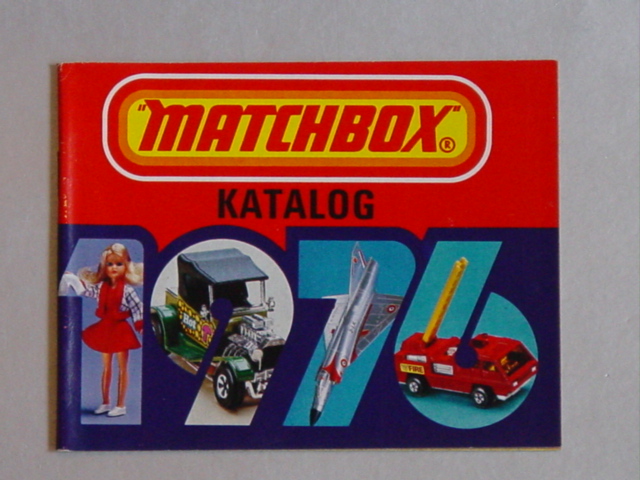 "MATCHBOX"®
KATALOG
1976
FIRE